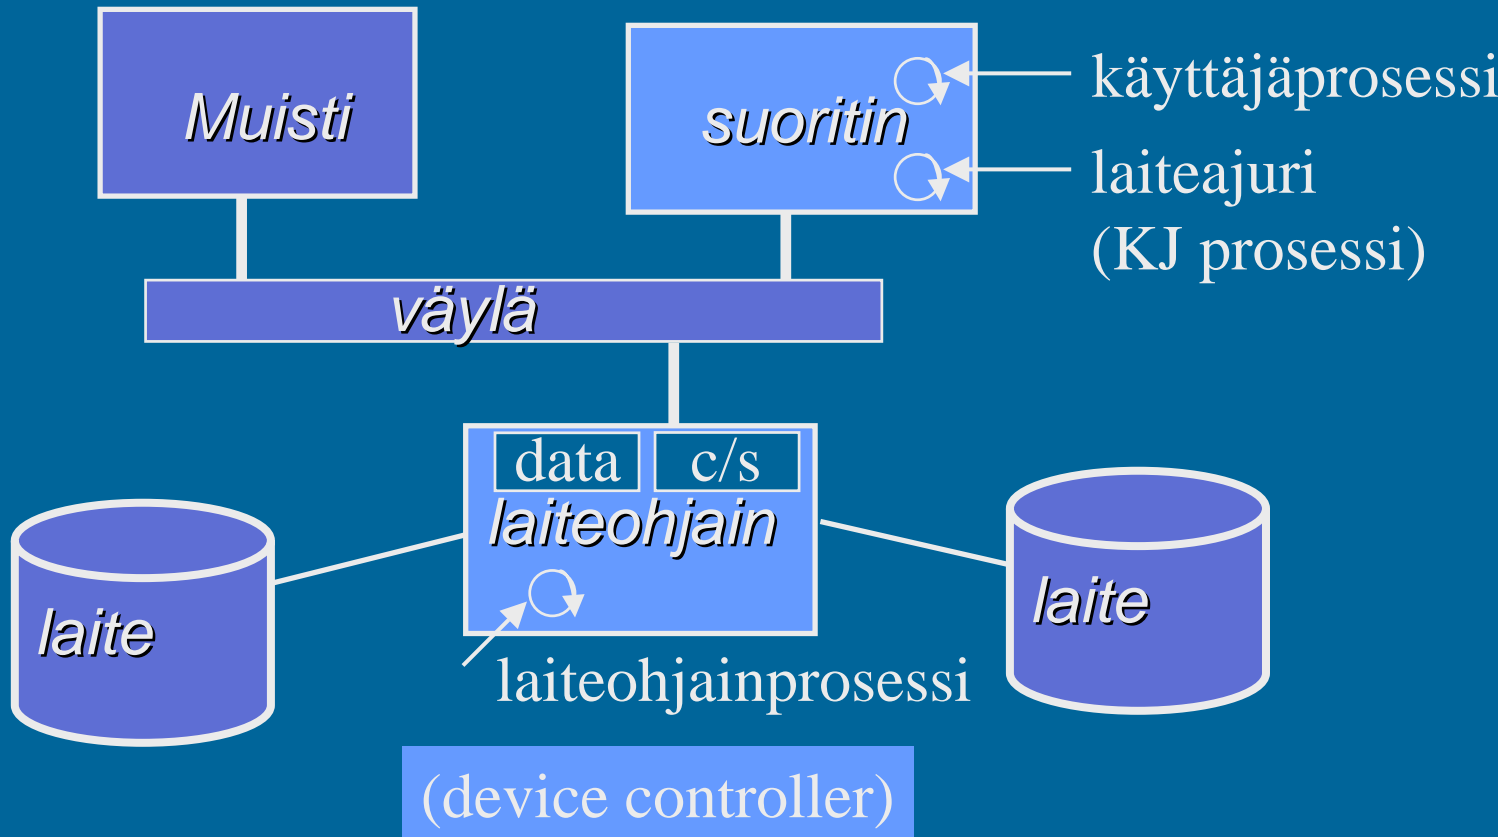 Muisti
suoritin
käyttäjäprosessi
laiteajuri
(KJ prosessi)
väylä
data
c/s
laiteohjain
laite
laite
laiteohjainprosessi
(device controller)